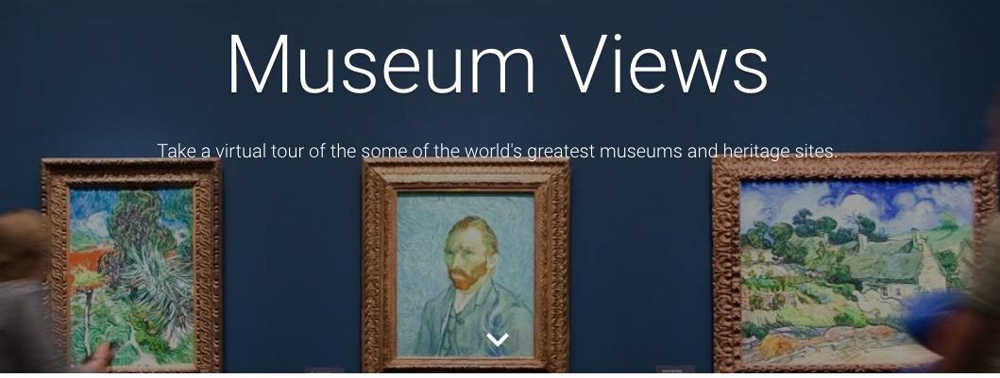 Museum Views
Take a virtual tour of the some of the world's greatest museums and heritage sites.